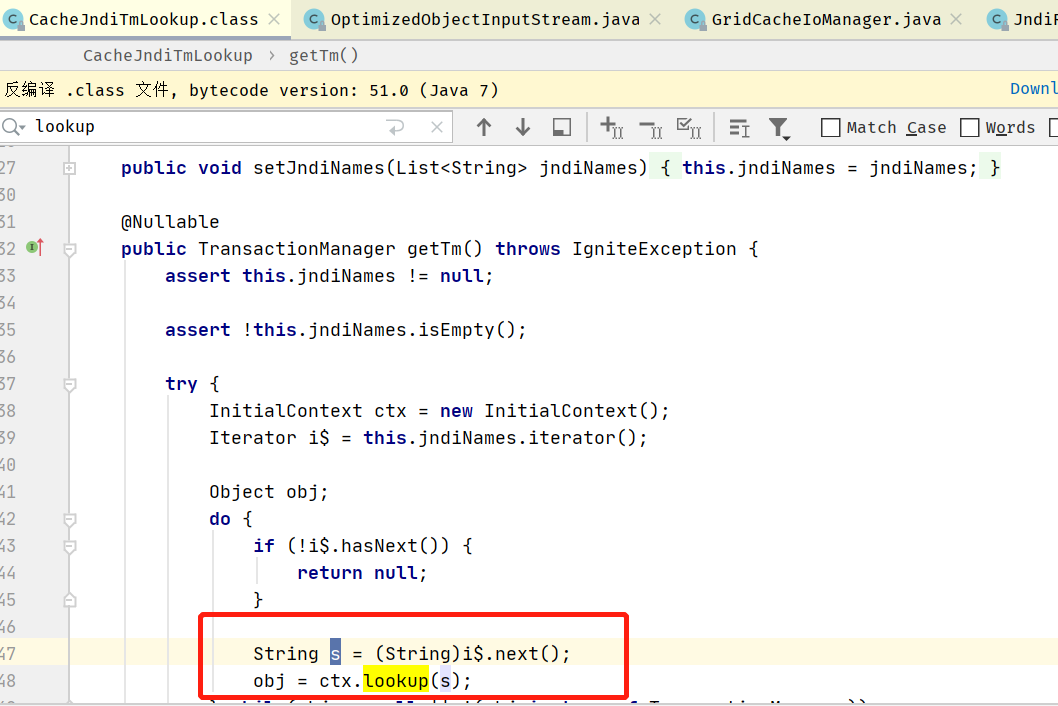 CacheJndiTmLookup.class OptimizedObjectInputStream.java GridCacheIoManager.java
CacheJndiTmLookup › getTm()
反编译 .class 文件, bytecode version: 51.0 (Java 7)
lookup Match Case Words
27 public void setJndiNames(List<String> jndiNames) { this.jndiNames = jndiNames; }
30
31 @Nullable
32 public TransactionManager getTm() throws IgniteException {
33 assert this.jndiNames != null;
34
35 assert !this.jndiNames.isEmpty();
36
37 try {
38 InitialContext ctx = new InitialContext();
39 Iterator i$ = this.jndiNames.iterator();
40
41 Object obj;
42 do {
43 if (!i$.hasNext()) {
44 return null;
45 }
46
47 String s = (String)i$.next();
48 obj = ctx.lookup(s);